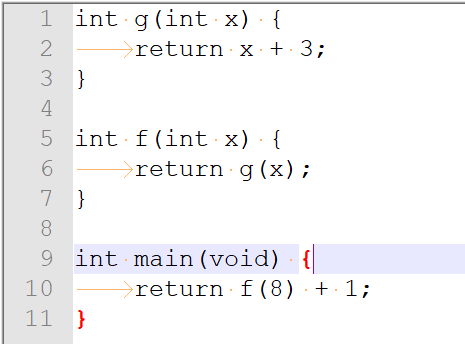 1 int g(int x) {
2 return x + 3;
3 }
4
5 int f(int x) {
6 return g(x);
7 }
8
9 int main(void) {
10 return f(8) + 1;
11 }